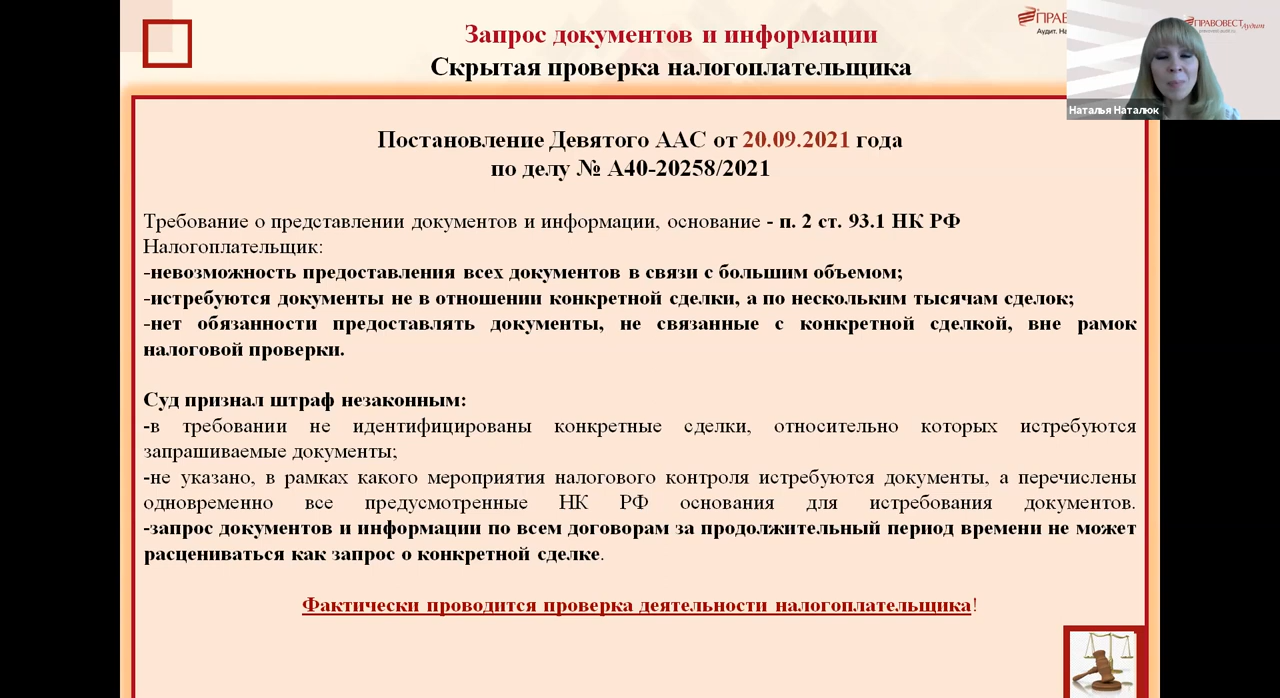 Запрос документов и информации
Скрытая проверка налогоплательщика
ПРАВОВЕСТ Аудит
Наталья Наталюк
Постановление Девятого ААС от 20.09.2021 года
по делу № А40-20258/2021
Требование о представлении документов и информации, основание - п. 2 ст. 93.1 НК РФ
Налогоплательщик:
-невозможность предоставления всех документов в связи с большим объемом;
-истребуются документы не в отношении конкретной сделки, а по нескольким тысячам сделок;
-нет обязанности предоставлять документы, не связанные с конкретной сделкой, вне рамок
налоговой проверки.
Суд признал штраф незаконным:
-в требовании не идентифицированы конкретные сделки, относительно которых истребуются
запрашиваемые документы;
-не указано, в рамках какого мероприятия налогового контроля истребуются документы, а перечислены
одновременно все предусмотренные НК РФ основания для истребования документов.
-запрос документов и информации по всем договорам за продолжительный период времени не может
расцениваться как запрос о конкретной сделке.
Фактически проводится проверка деятельности налогоплательщика!